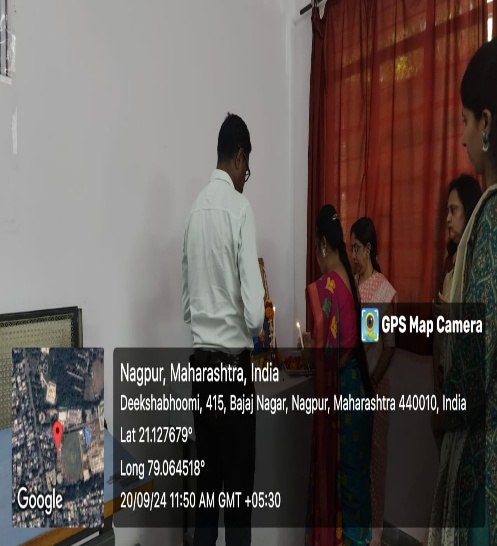 GPS Map Camera
Nagpur, Maharashtra, India
Deekshabhoomi, 415, Bajaj Nagar, Nagpur, Maharashtra 440010, India
Lat 21.127679°
Long 79.064518°
20/09/24 11:50 AM GMT +05:30
Google